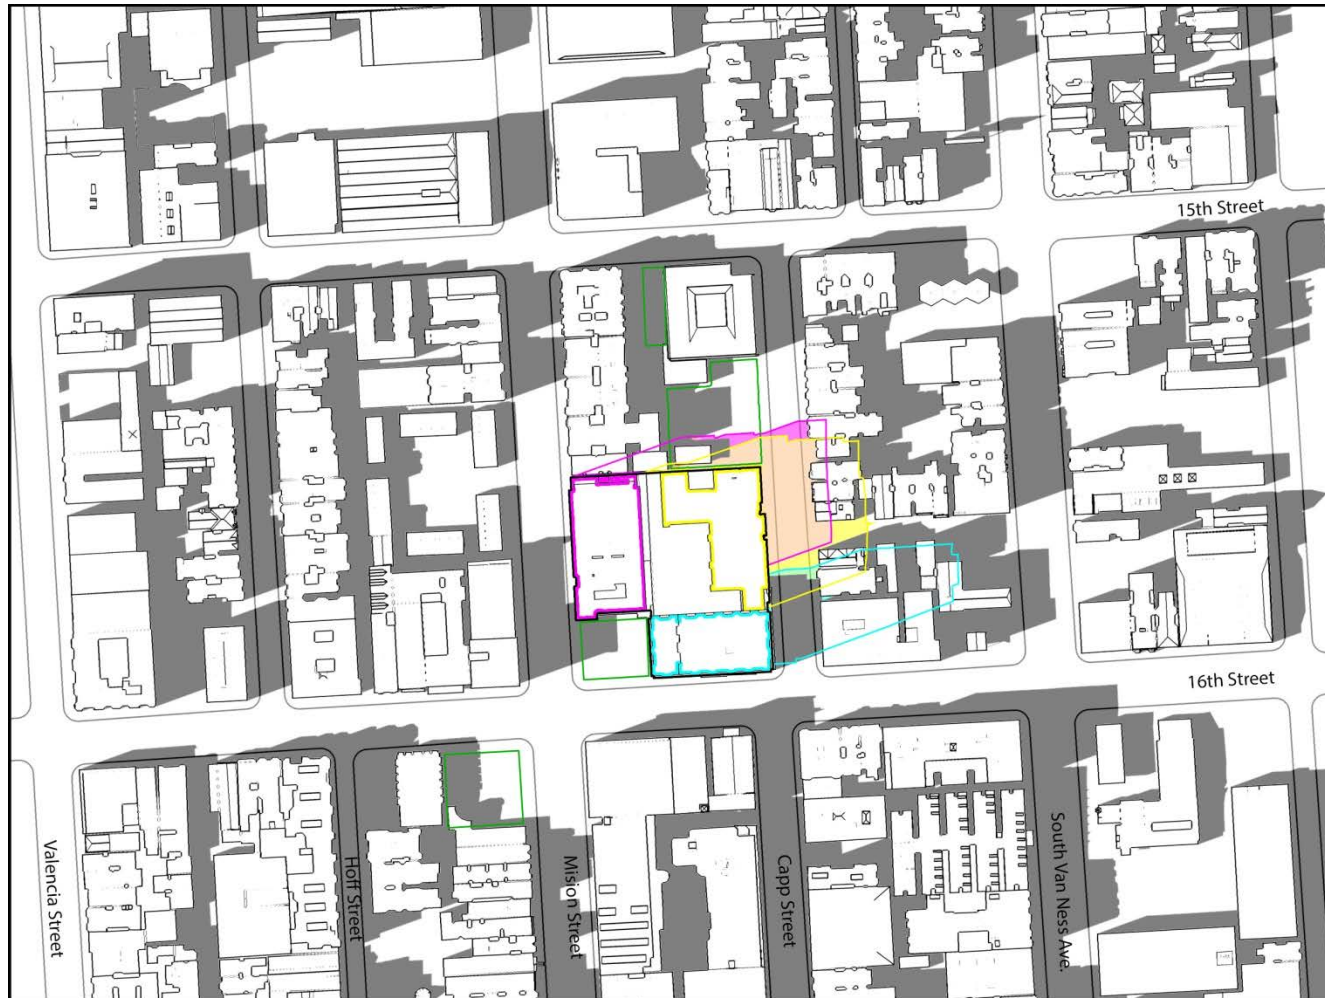 15th Street
16th Street
Valencia Street
Hoff Street
Mision Street
Capp Street
South Van Ness Ave.